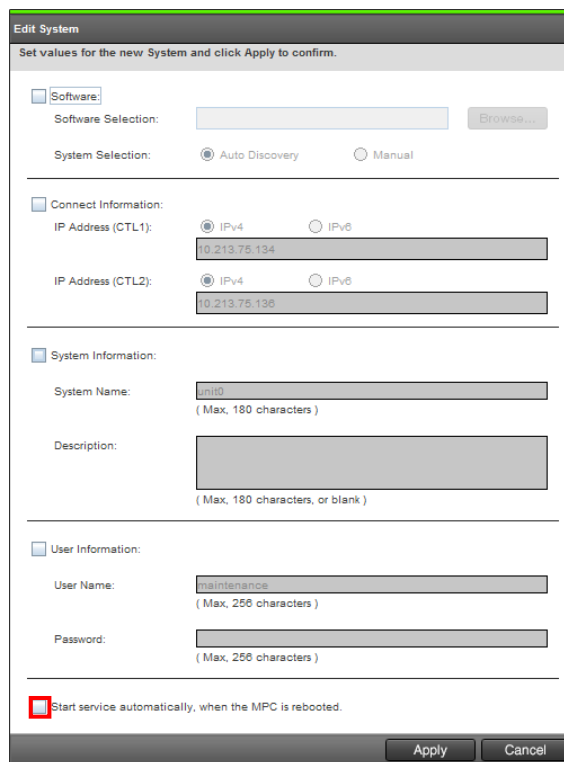 Edit System
Set values for the new System and click Apply to confirm.
Software:
Software Selection: Browse...
System Selection: Auto Discovery Manual
Connect Information:
IP Address (CTL1): IPv4 IPv6
10.213.75.134
IP Address (CTL2): IPv4 IPv6
10.213.75.136
System Information:
System Name: unit0
( Max, 180 characters )
Description:
( Max, 180 characters, or blank )
User Information:
User Name: maintenance
( Max, 256 characters )
Password:
( Max, 256 characters )
Start service automatically, when the MPC is rebooted.
Apply Cancel